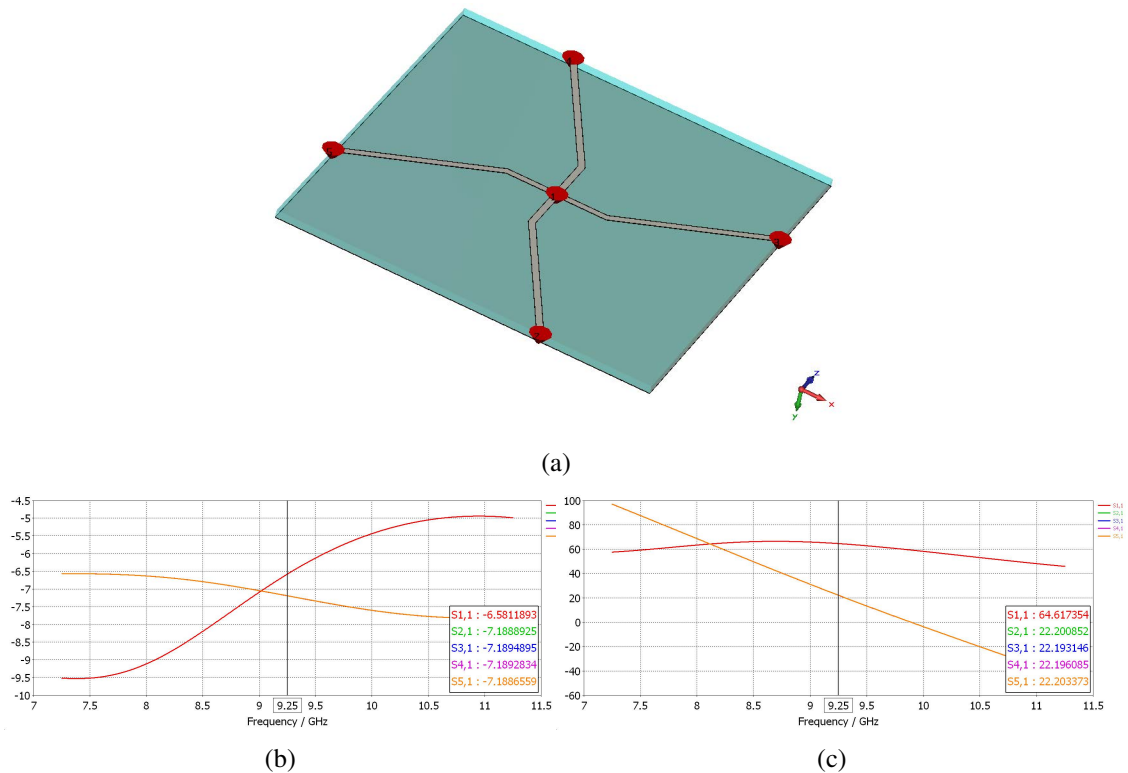 z
x
y
(a)
-4.5
-5
-5.5
-6
-6.5
-7
-7.5
-8
-8.5
-9
-9.5
-10
7 7.5 8 8.5 9 9.25 9.5 10 10.5 11 11.5
Frequency / GHz
S1,1 : -6.5811893
S2,1 : -7.1888925
S3,1 : -7.1894895
S4,1 : -7.1892834
S5,1 : -7.1886559
(b)
100
80
60
40
20
0
-20
-40
-60
7 7.5 8 8.5 9 9.25 9.5 10 10.5 11 11.5
Frequency / GHz
S1,1
S2,1
S3,1
S4,1
S5,1
S1,1 : 64.617354
S2,1 : 22.200852
S3,1 : 22.193146
S4,1 : 22.196085
S5,1 : 22.203373
(c)